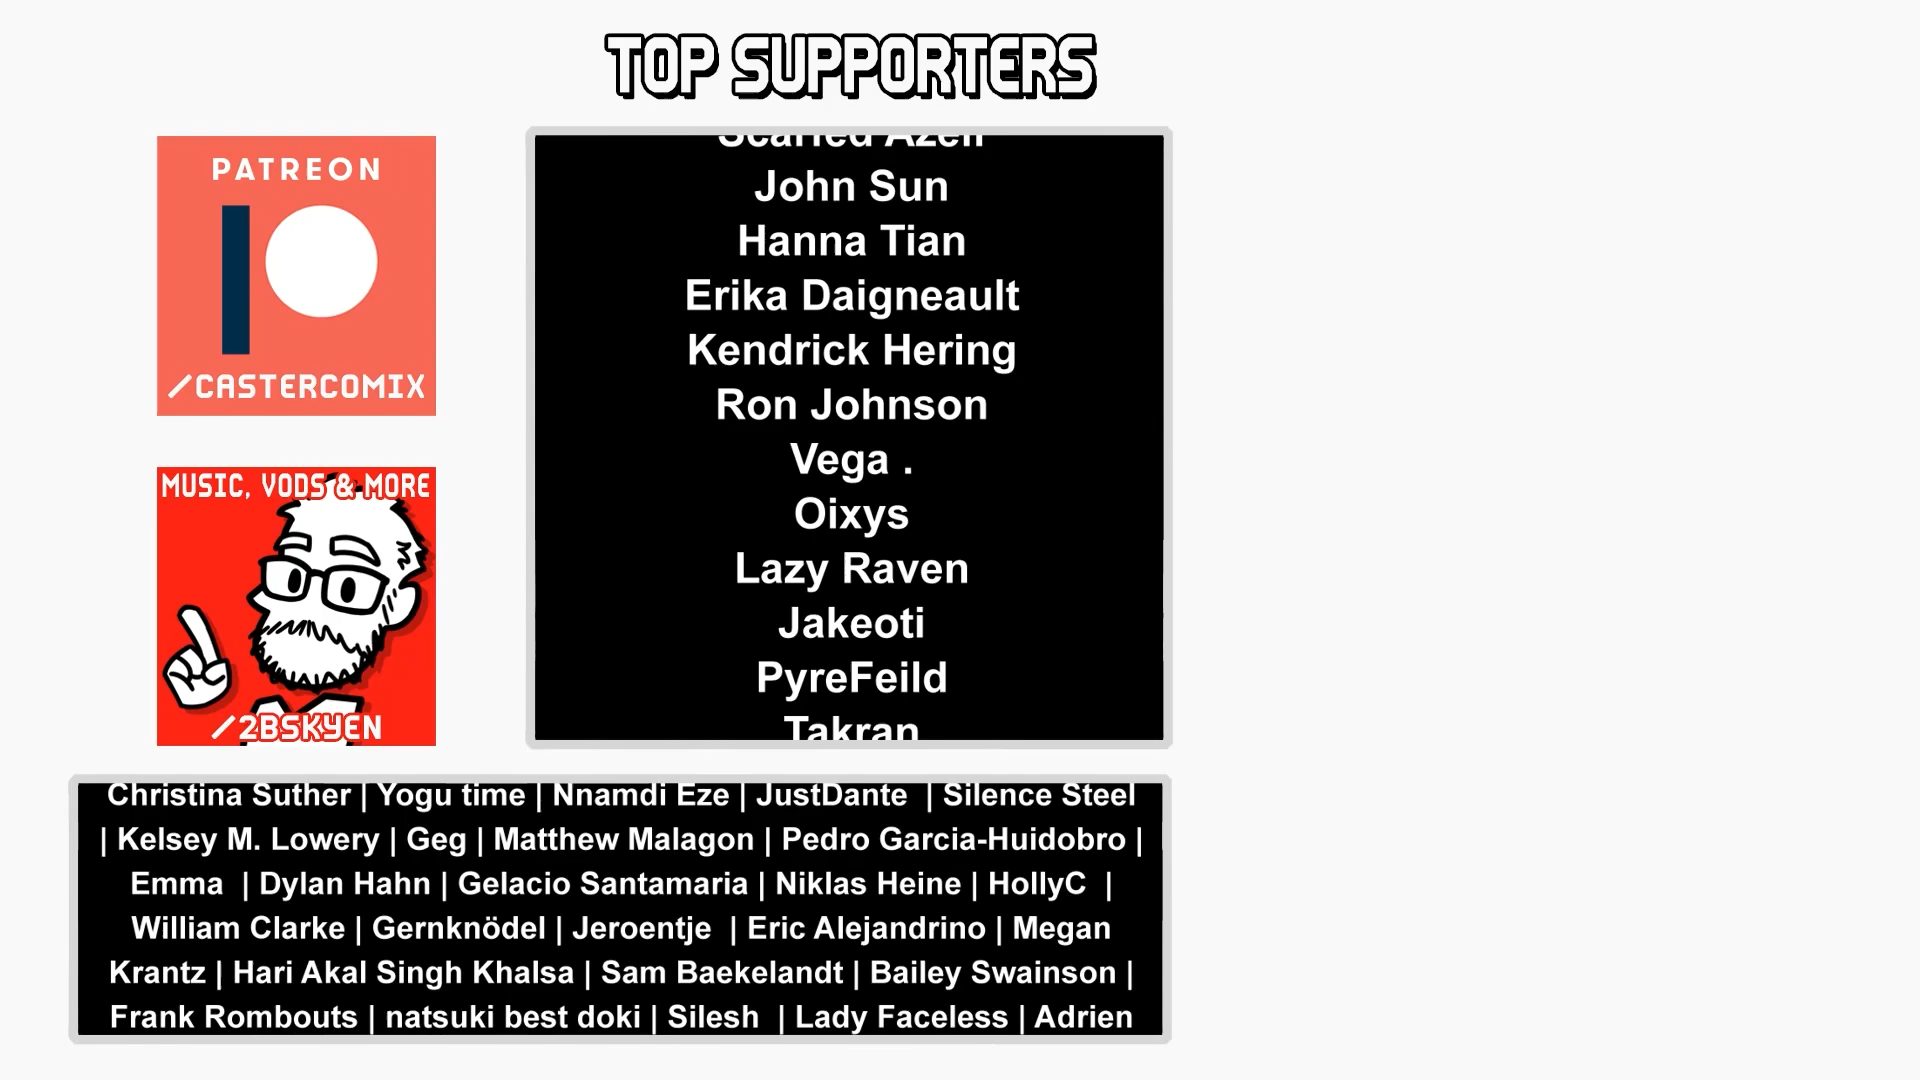 TOP SUPPORTERS
PATREON
/CASTERCOMIX
John Sun
Hanna Tian
Erika Daigneault
Kendrick Hering
Ron Johnson
Vega .
Oixys
Lazy Raven
Jakeoti
PyreFeild
Takran
MUSIC, VODS & MORE
/2BSKYEN
Christina Suther | Yogu time | Nnamdi Eze | JustDante | Silence Steel
| Kelsey M. Lowery | Geg | Matthew Malagon | Pedro Garcia-Huidobro |
Emma | Dylan Hahn | Gelacio Santamaria | Niklas Heine | HollyC |
William Clarke | Gernknödel | Jeroentje | Eric Alejandrino | Megan
Krantz | Hari Akal Singh Khalsa | Sam Baekelandt | Bailey Swainson |
Frank Rombouts | natsuki best doki | Silesh | Lady Faceless | Adrien